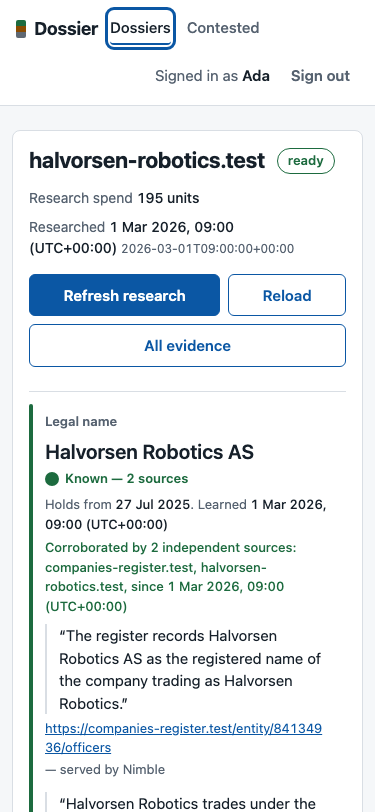 Dossier Dossiers Contested
Signed in as Ada Sign out
halvorsen-robotics.test ready
Research spend 195 units
Researched 1 Mar 2026, 09:00
(UTC+00:00) 2026-03-01T09:00:00+00:00
Refresh research Reload
All evidence
Legal name
Halvorsen Robotics AS
Known — 2 sources
Holds from 27 Jul 2025. Learned 1 Mar 2026,
09:00 (UTC+00:00)
Corroborated by 2 independent sources:
companies-register.test, halvorsen-
robotics.test, since 1 Mar 2026, 09:00
(UTC+00:00)
“The register records Halvorsen
Robotics AS as the registered name of
the company trading as Halvorsen
Robotics.”
https://companies-register.test/entity/841349
36/officers
— served by Nimble
“Halvorsen Robotics trades under the